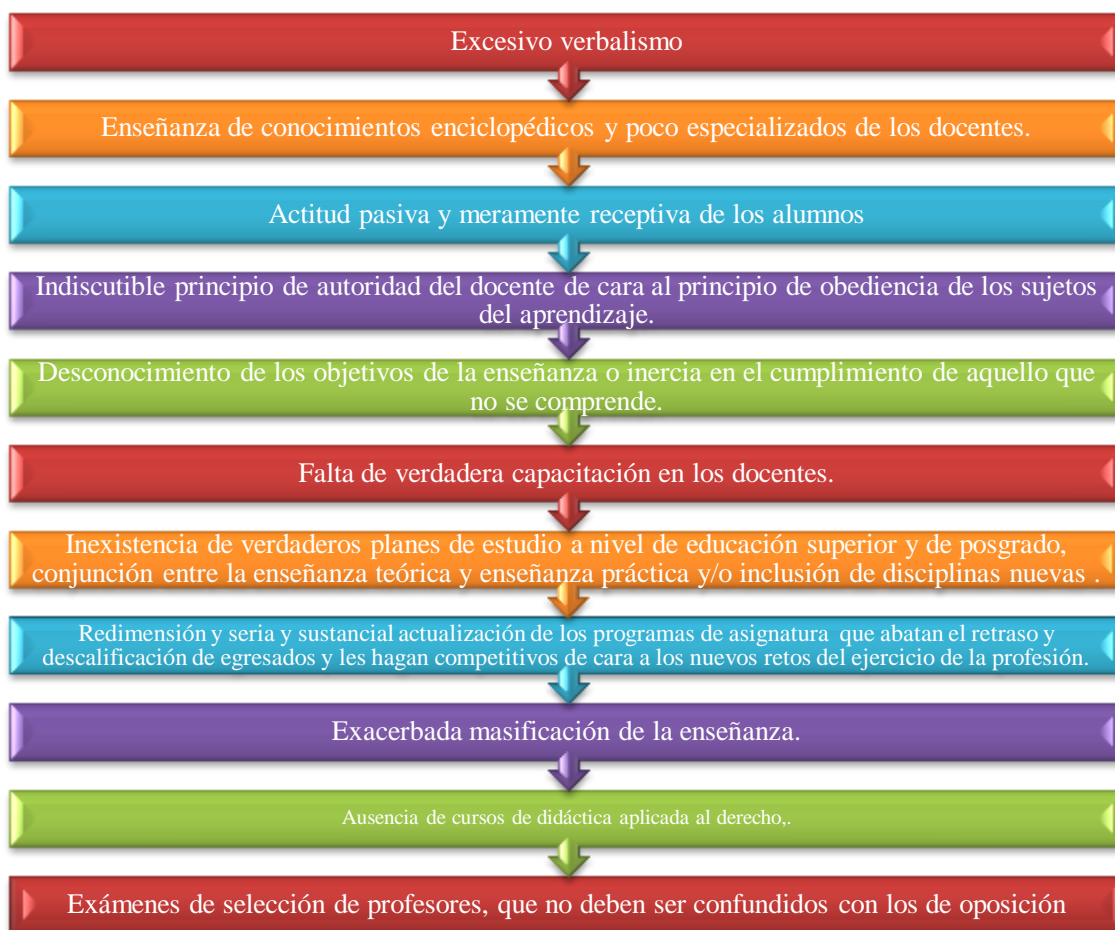 Excesivo verbalismo
Enseñanza de conocimientos enciclopédicos y poco especializados de los docentes.
Actitud pasiva y meramente receptiva de los alumnos
Indiscutible principio de autoridad del docente de cara al principio de obediencia de los sujetos
del aprendizaje.
Desconocimiento de los objetivos de la enseñanza o inercia en el cumplimiento de aquello que
no se comprende.
Falta de verdadera capacitación en los docentes.
Inexistencia de verdaderos planes de estudio a nivel de educación superior y de posgrado,
conjunción entre la enseñanza teórica y enseñanza práctica y/o inclusión de disciplinas nuevas .
Redimensión y seria y sustancial actualización de los programas de asignatura que abatan el retraso y
descalificación de egresados y les hagan competitivos de cara a los nuevos retos del ejercicio de la profesión.
Exacerbada masificación de la enseñanza.
Ausencia de cursos de didáctica aplicada al derecho,.
Exámenes de selección de profesores, que no deben ser confundidos con los de oposición